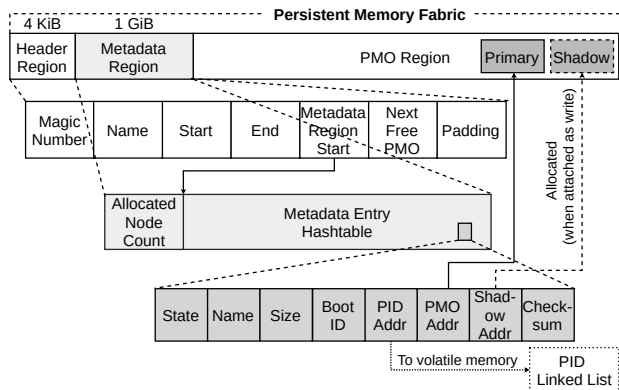 Persistent Memory Fabric
4 KiB
1 GiB
Header
Region
Metadata
Region
PMO Region
Primary
Shadow
Magic
Number
Name
Start
End
Metadata
Region
Start
Next
Free
PMO
Padding
Allocated
(when attached as write)
Allocated
Node
Count
Metadata Entry
Hashtable
State
Name
Size
Boot
ID
PID
Addr
PMO
Addr
Shad-
ow
Addr
Check-
sum
To volatile memory
PID
Linked List